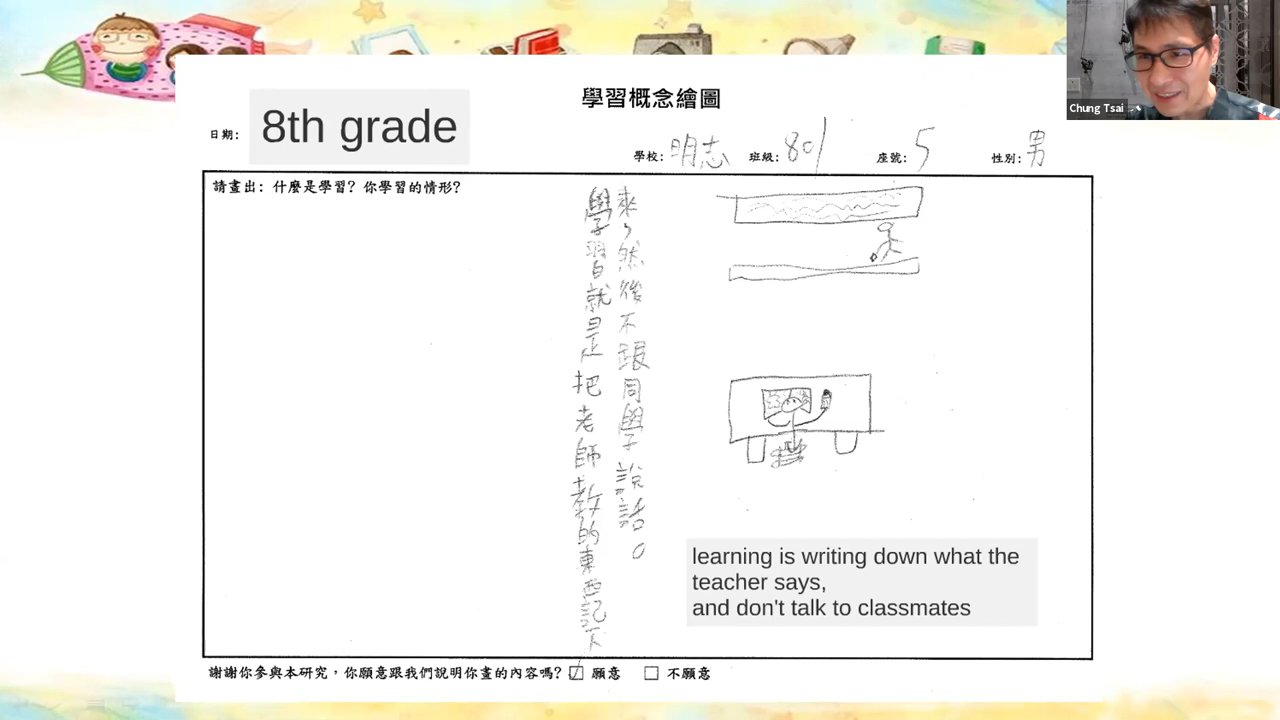 學習概念繪圖
日期:
8th grade
學校: 明志
班級: 801
座號: 5
性別: 男
請畫出: 什麼是學習? 你學習的情形?
學習就是把老師教的東西記下
來,然後不跟同學說話。
learning is writing down what the
teacher says,
and don't talk to classmates
謝謝你參與本研究,你願意跟我們說明你畫的內容嗎? 願意 不願意
Chung Tsai